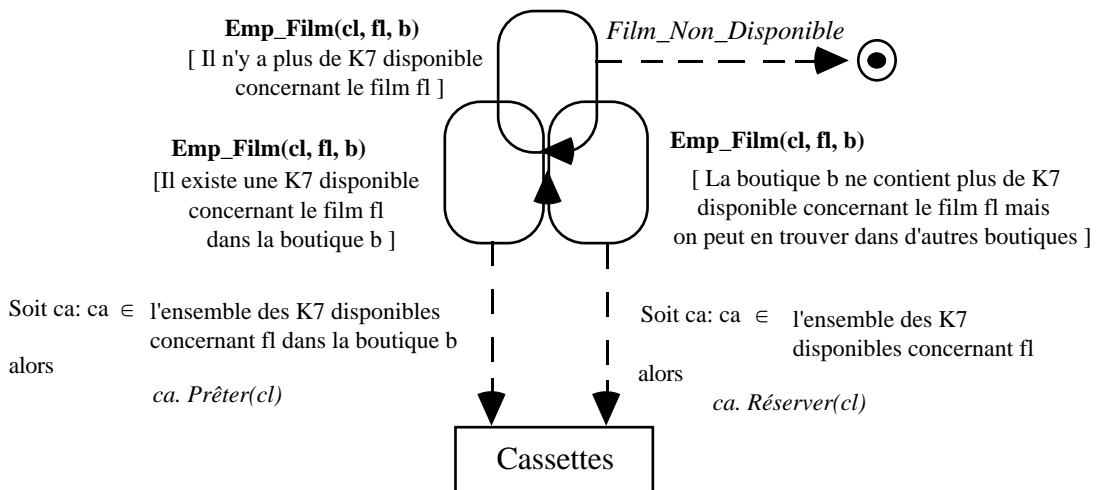 Emp_Film(cl, fl, b)
[ Il n'y a plus de K7 disponible
concernant le film fl ]
Film_Non_Disponible
Emp_Film(cl, fl, b)
[Il existe une K7 disponible
concernant le film fl
dans la boutique b ]
Emp_Film(cl, fl, b)
[ La boutique b ne contient plus de K7
disponible concernant le film fl mais
on peut en trouver dans d'autres boutiques ]
Soit ca: ca ∈ l'ensemble des K7 disponibles
concernant fl dans la boutique b
alors
ca. Prêter(cl)
Soit ca: ca ∈ l'ensemble des K7
disponibles concernant fl
alors
ca. Réserver(cl)
Cassettes